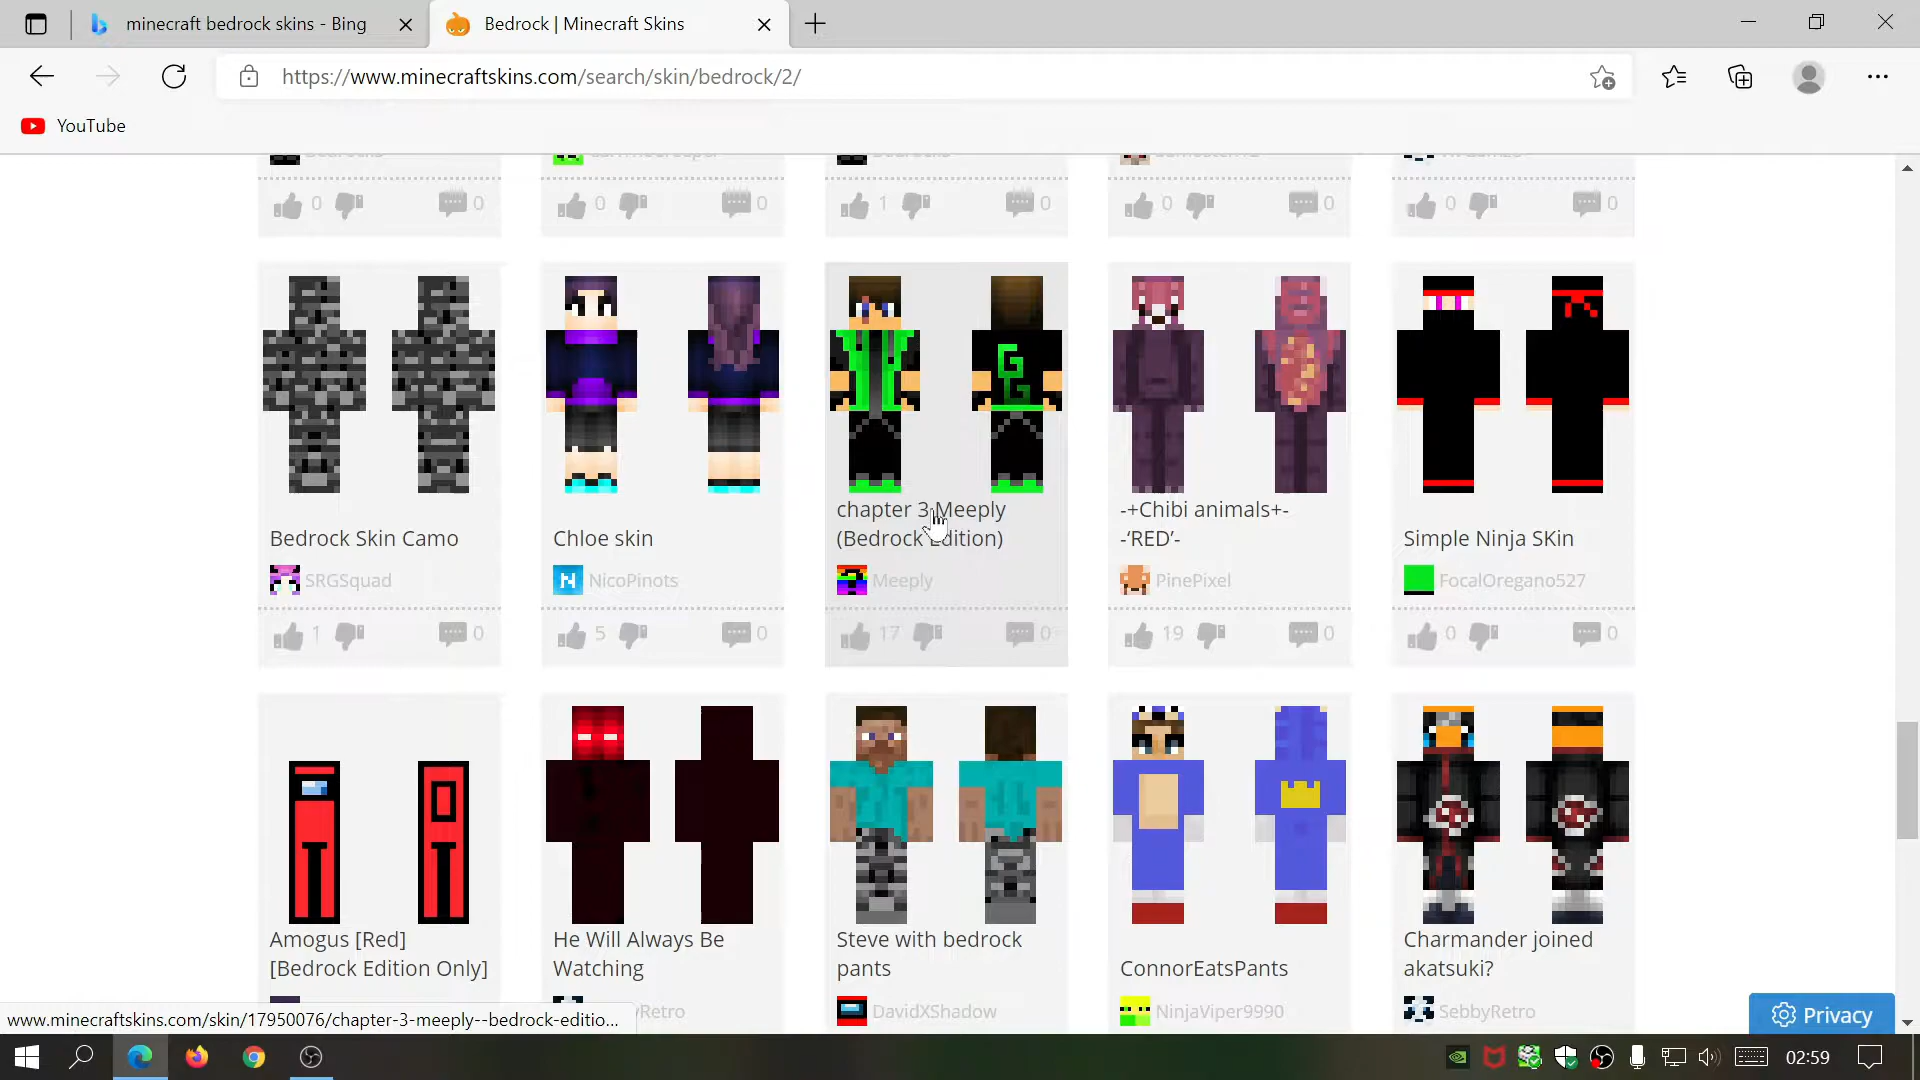 minecraft bedrock skins - Bing
Bedrock | Minecraft Skins
https://www.minecraftskins.com/search/skin/bedrock/2/
YouTube
0 0
0 0
1 0
0 0
0 0
G
G
Bedrock Skin Camo
SRGSquad
1 0
Chloe skin
N NicoPinots
5 0
chapter 3 Meeply
(Bedrock Edition)
Meeply
17 0
-+Chibi animals+-
-‘RED’-
PinePixel
19 0
Simple Ninja SKin
FocalOregano527
0 0
Amogus [Red]
[Bedrock Edition Only]
He Will Always Be
Watching
yRetro
Steve with bedrock
pants
DavidXShadow
ConnorEatsPants
NinjaViper9990
Charmander joined
akatsuki?
SebbyRetro
www.minecraftskins.com/skin/17950076/chapter-3-meeply--bedrock-editio...
Privacy
02:59